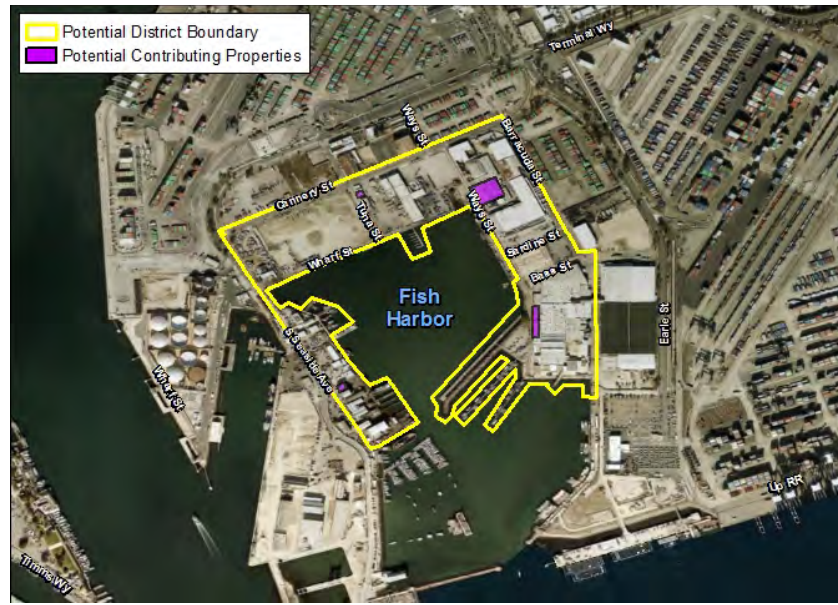 Potential District Boundary
Potential Contributing Properties
Terminal Wy
Ways St
Barracuda St
Cannery St
Tuna St
Ways St
Wharf St
Sardine St
Bass St
Fish
Harbor
Earle St
S Seaside Ave
Wharf St
Up RR
Timms Wy